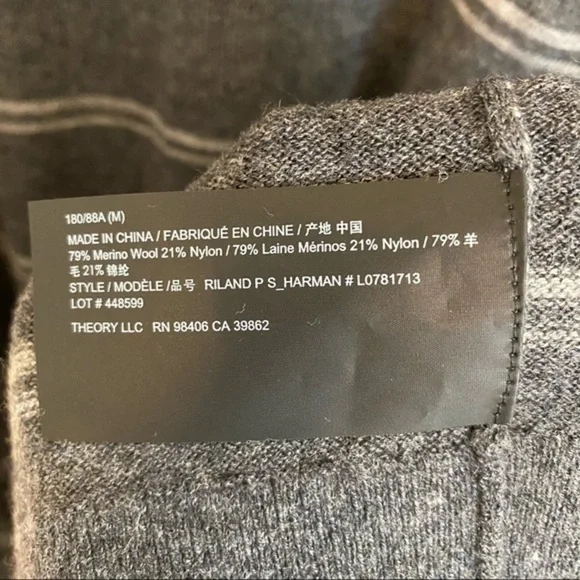 180/88A (M)
MADE IN CHINA / FABRIQUÉ EN CHINE / 产地 中国
79% Merino Wool 21% Nylon / 79% Laine Mérinos 21% Nylon / 79% 羊
毛 21% 锦纶
STYLE / MODÈLE /品号 RILAND P S_HARMAN # L0781713
LOT # 448599
THEORY LLC RN 98406 CA 39862